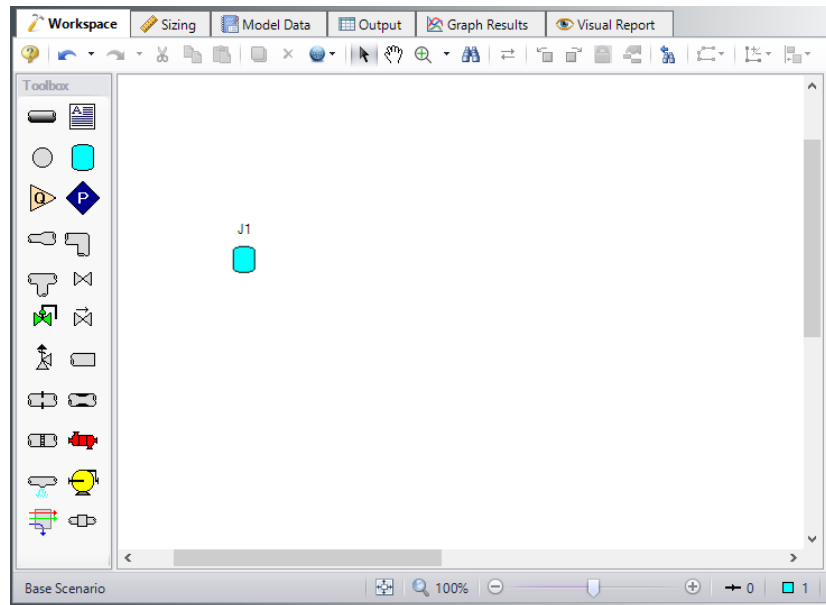 Workspace Sizing Model Data Output Graph Results Visual Report
Toolbox
A
Q P
J1
Base Scenario 100% 0 1